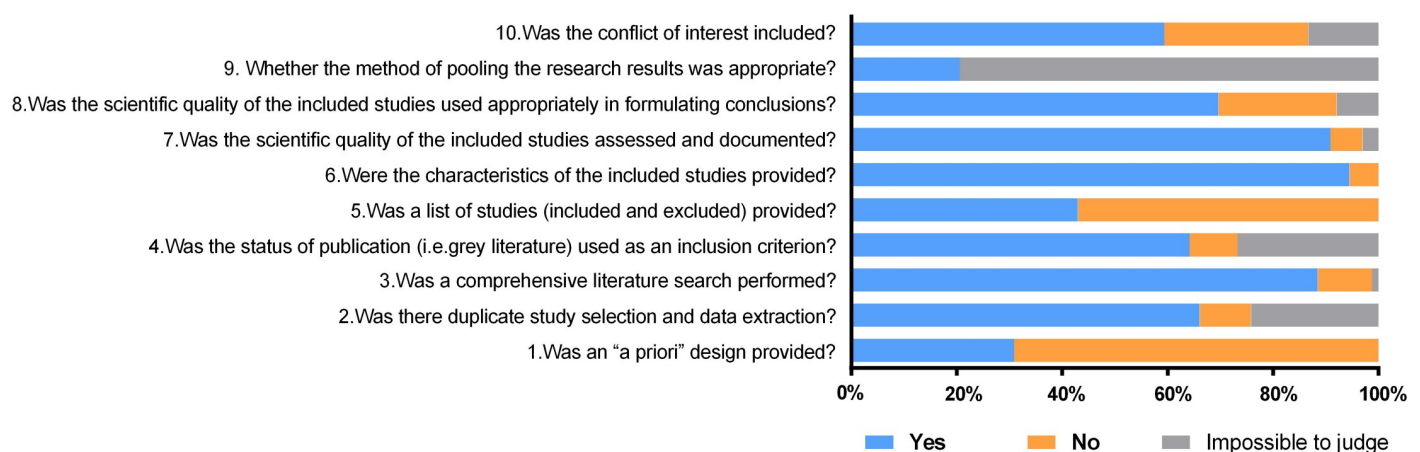 10.Was the conflict of interest included?
9. Whether the method of pooling the research results was appropriate?
8.Was the scientific quality of the included studies used appropriately in formulating conclusions?
7.Was the scientific quality of the included studies assessed and documented?
6.Were the characteristics of the included studies provided?
5.Was a list of studies (included and excluded) provided?
4.Was the status of publication (i.e.grey literature) used as an inclusion criterion?
3.Was a comprehensive literature search performed?
2.Was there duplicate study selection and data extraction?
1.Was an “a priori” design provided?
0% 20% 40% 60% 80% 100%
Yes No Impossible to judge